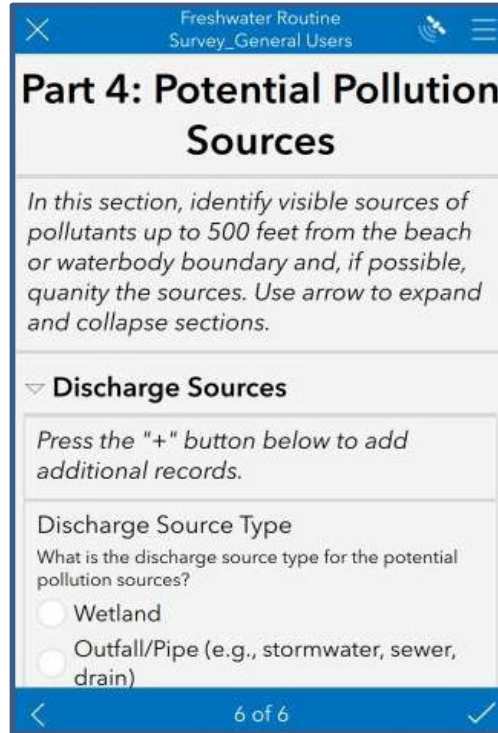 Freshwater Routine
Survey_General Users
Part 4: Potential Pollution
Sources
In this section, identify visible sources of
pollutants up to 500 feet from the beach
or waterbody boundary and, if possible,
quanity the sources. Use arrow to expand
and collapse sections.
Discharge Sources
Press the "+" button below to add
additional records.
Discharge Source Type
What is the discharge source type for the potential
pollution sources?
Wetland
Outfall/Pipe (e.g., stormwater, sewer,
drain)
6 of 6